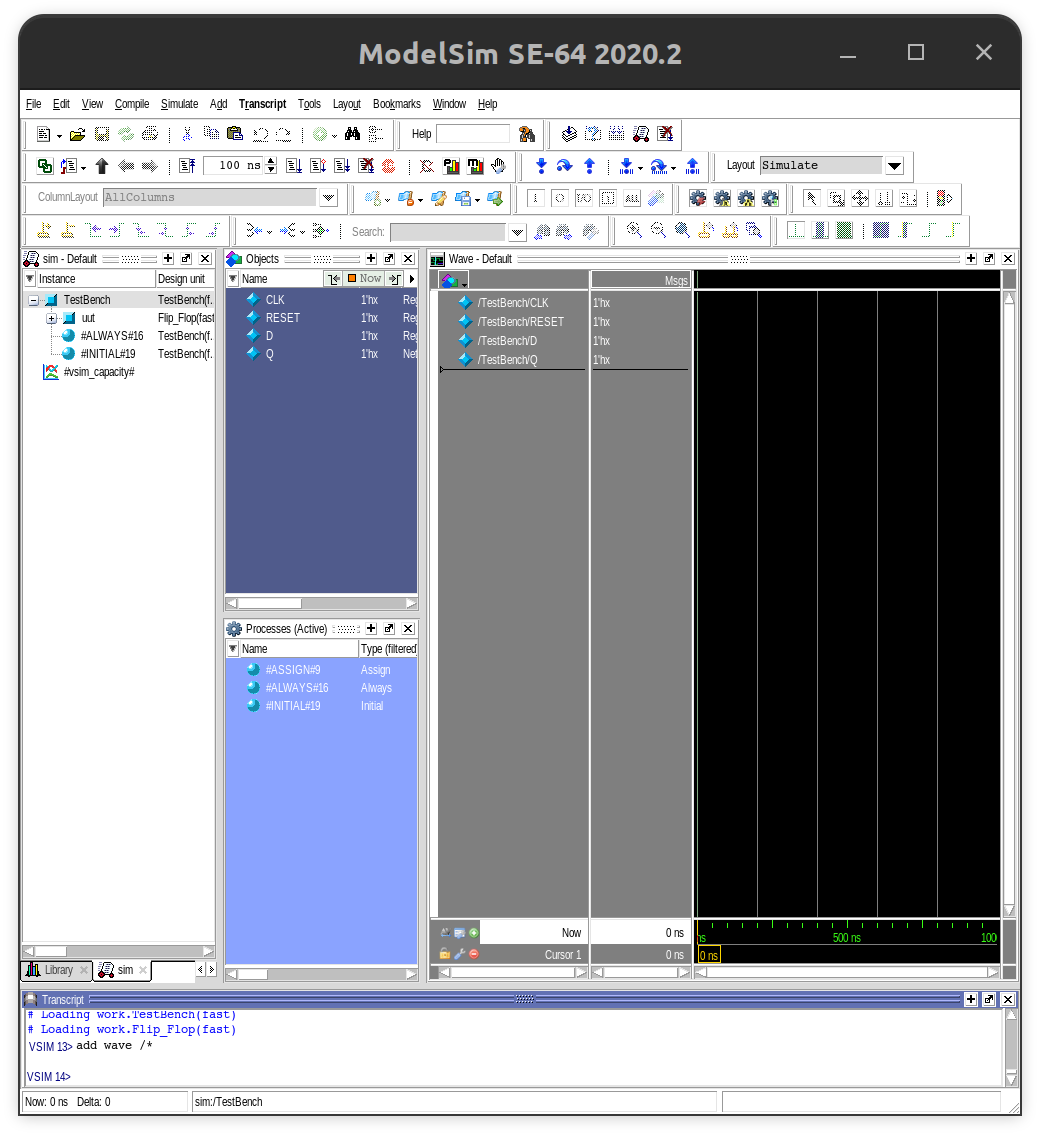 ModelSim SE-64 2020.2
File Edit View Compile Simulate Add Transcript Tools Layout Bookmarks Window Help
Help
100 ns
Layout Simulate
ColumnLayout AllColumns
Search:
sim - Default
Instance Design unit
TestBench TestBench(f.
uut Flip_Flop(fast
#ALWAYS#16 TestBench(f.
#INITIAL#19 TestBench(f.
#vsim_capacity#
Library sim
Objects
Name Now
CLK 1'hx Reg
RESET 1'hx Reg
D 1'hx Reg
Q 1'hx Net
Processes (Active)
Name Type (filtered)
#ASSIGN#9 Assign
#ALWAYS#16 Always
#INITIAL#19 Initial
Wave - Default
Msgs
/TestBench/CLK 1'hx
/TestBench/RESET 1'hx
/TestBench/D 1'hx
/TestBench/Q 1'hx
Now 0 ns ns 500 ns 100
Cursor 1 0 ns 0 ns
Transcript
# Loading work.TestBench(fast)
# Loading work.Flip_Flop(fast)
VSIM 13> add wave /*
VSIM 14>
Now: 0 ns Delta: 0 sim:/TestBench